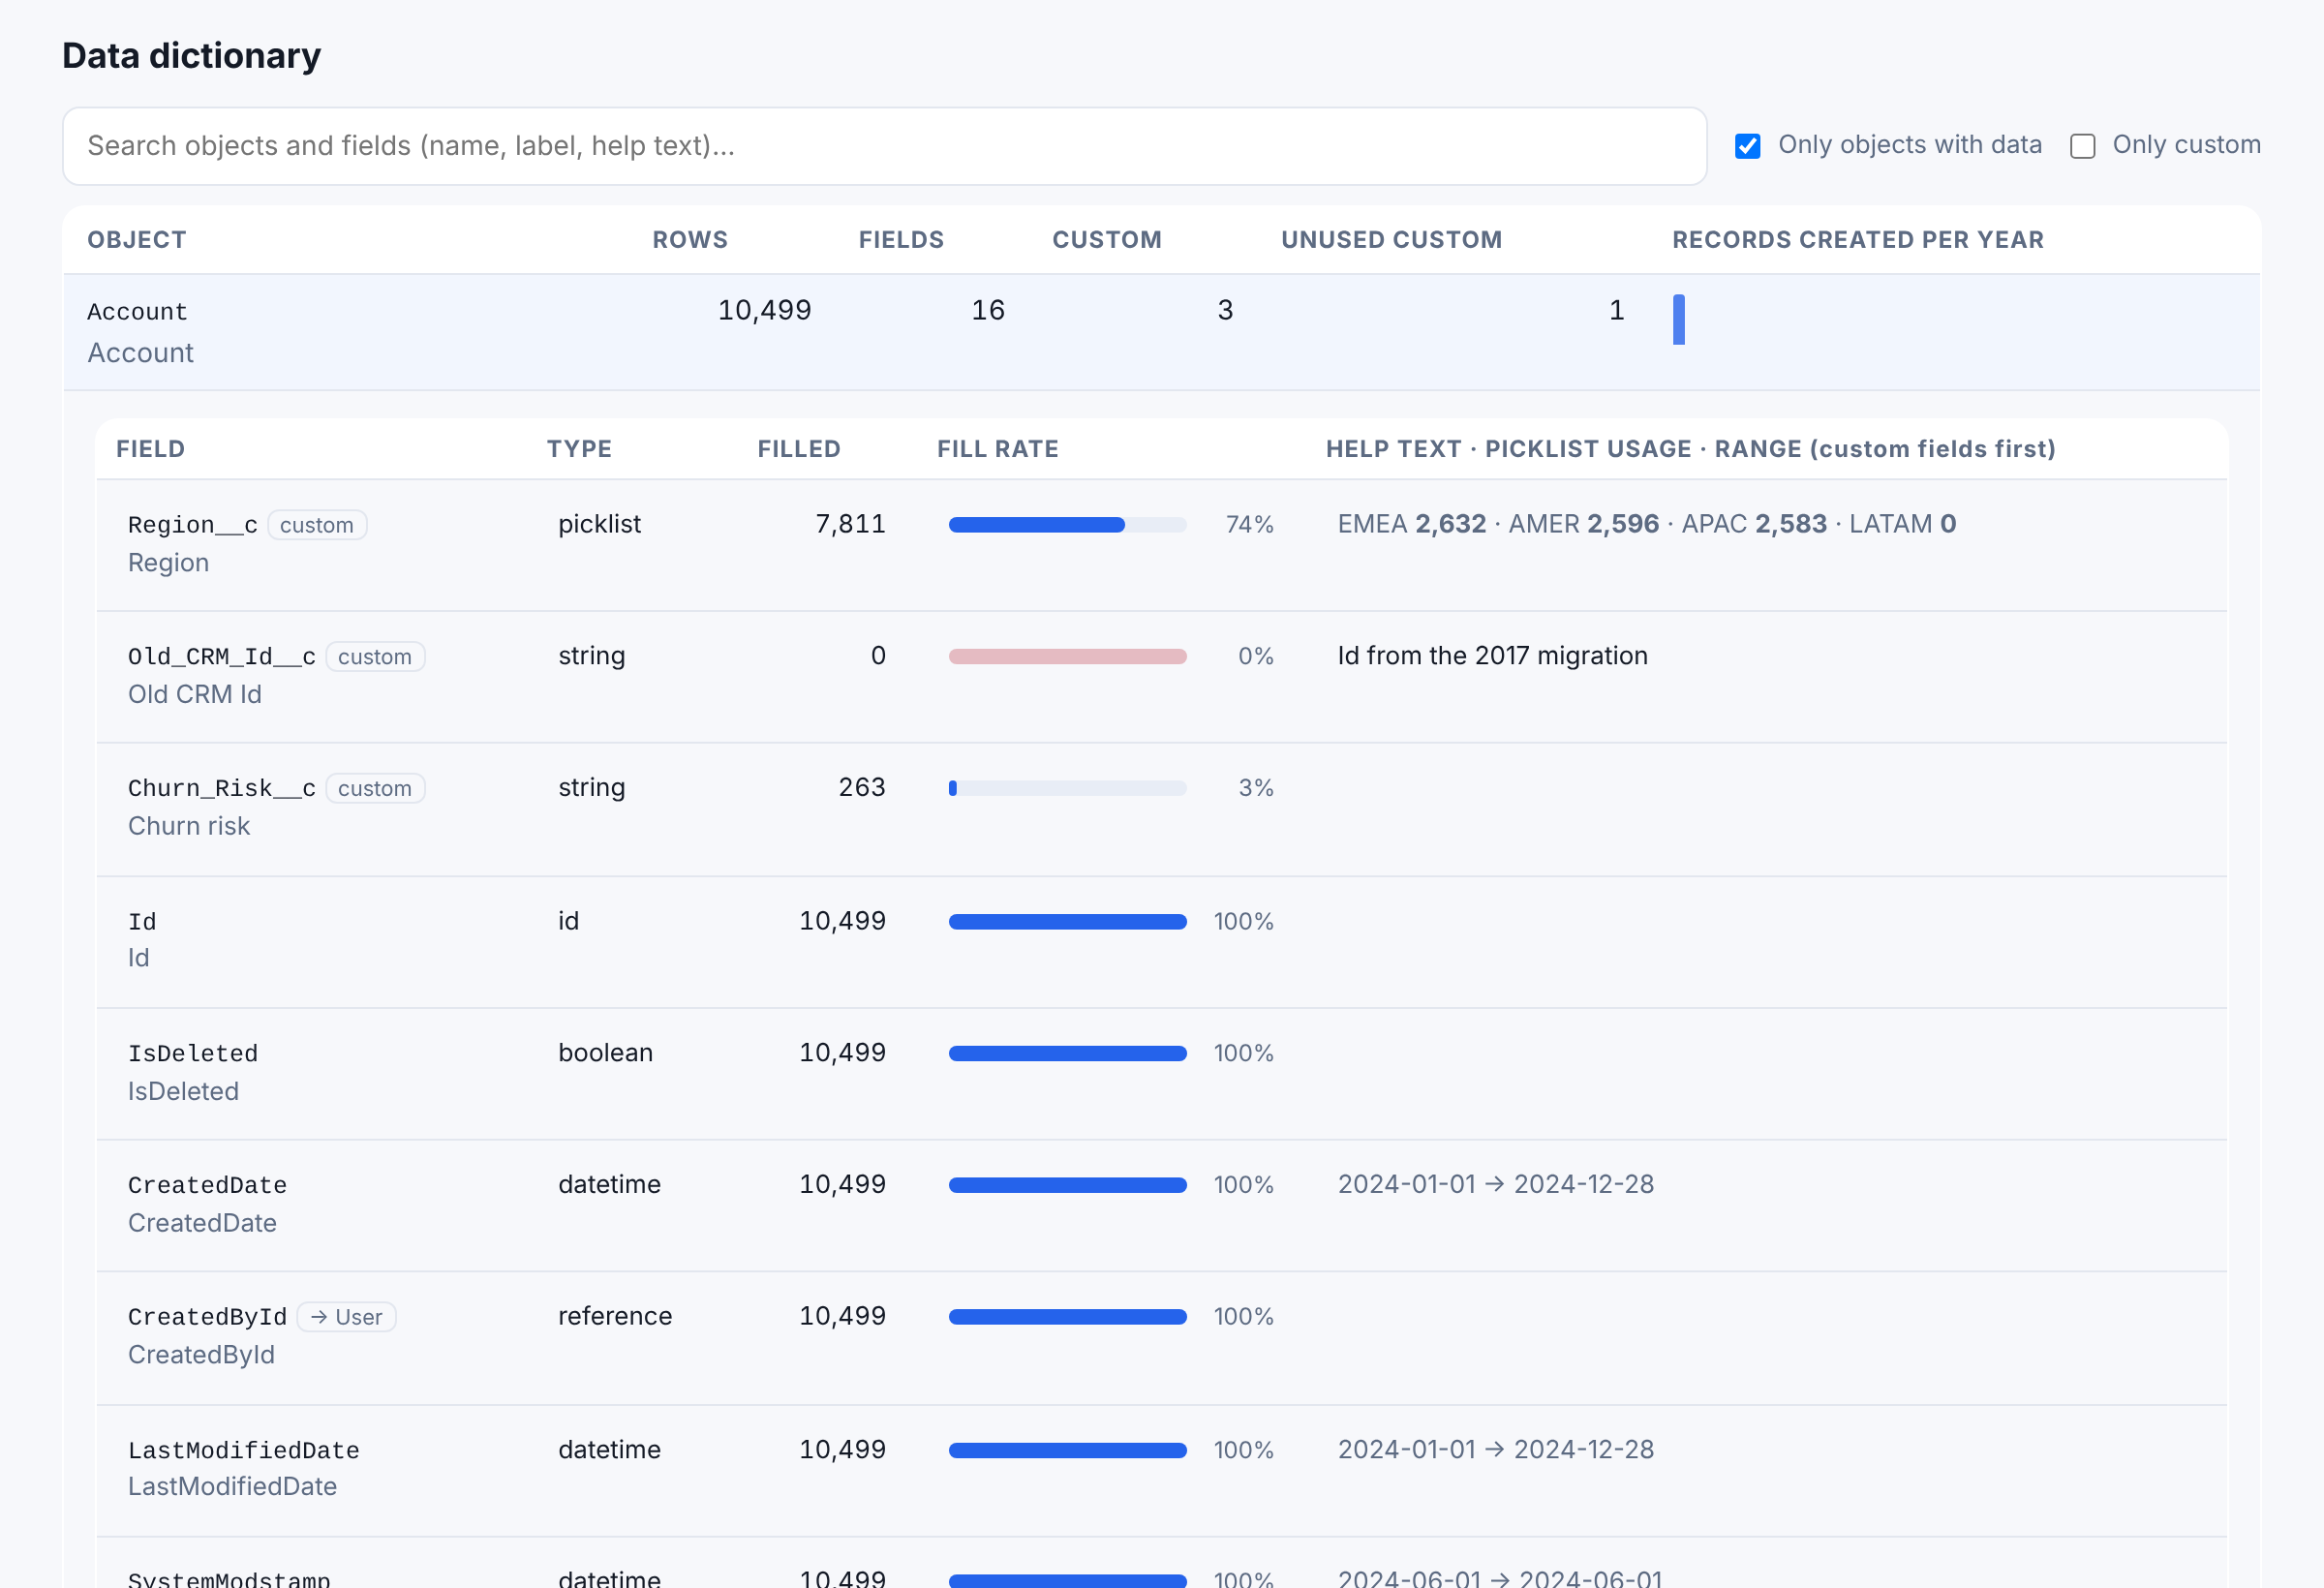 Data dictionary
Search objects and fields (name, label, help text)...
Only objects with data
Only custom
OBJECT ROWS FIELDS CUSTOM UNUSED CUSTOM RECORDS CREATED PER YEAR
Account 10,499 16 3 1
Account
FIELD TYPE FILLED FILL RATE HELP TEXT · PICKLIST USAGE · RANGE (custom fields first)
Region__c custom picklist 7,811 74% EMEA 2,632 · AMER 2,596 · APAC 2,583 · LATAM 0
Region
Old_CRM_Id__c custom string 0 0% Id from the 2017 migration
Old CRM Id
Churn_Risk__c custom string 263 3%
Churn risk
Id id 10,499 100%
Id
IsDeleted boolean 10,499 100%
IsDeleted
CreatedDate datetime 10,499 100% 2024-01-01 → 2024-12-28
CreatedDate
CreatedById → User reference 10,499 100%
CreatedById
LastModifiedDate datetime 10,499 100% 2024-01-01 → 2024-12-28
LastModifiedDate
SystemModstamp datetime 10,499 100% 2024-06-01 → 2024-06-01